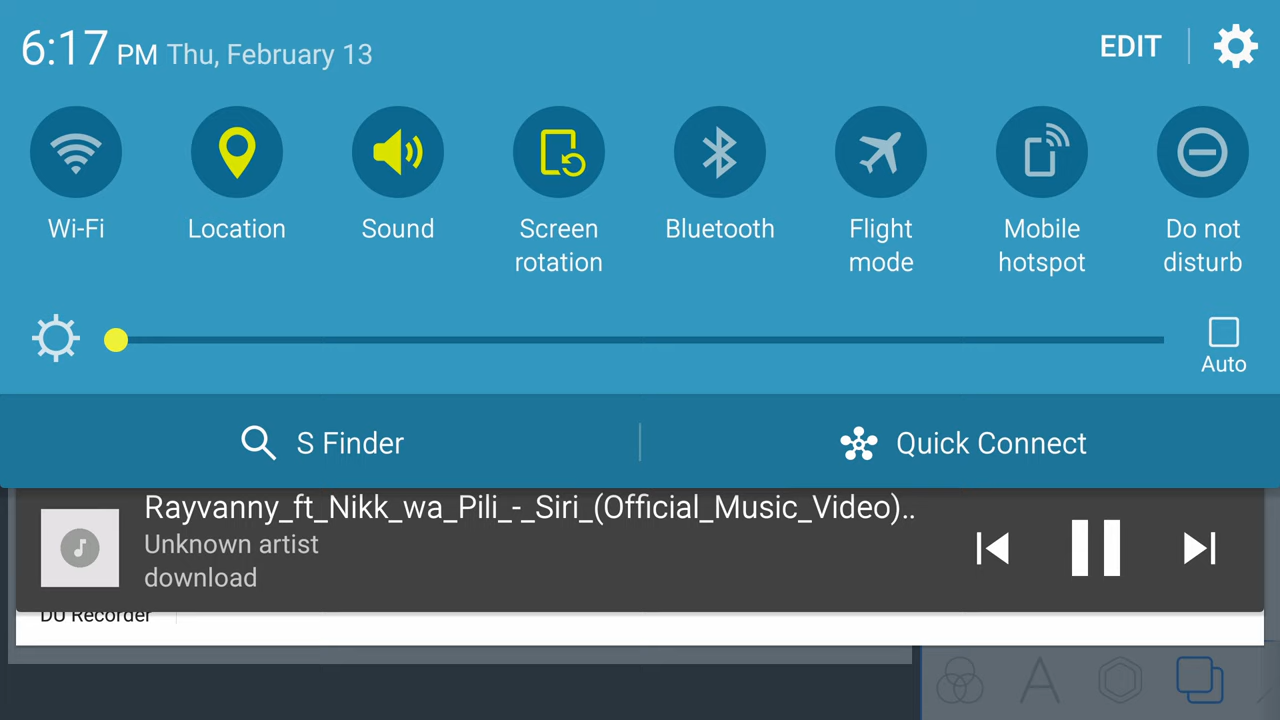 6:17 PM Thu, February 13
EDIT
Wi-Fi
Location
Sound
Screen
rotation
Bluetooth
Flight
mode
Mobile
hotspot
Do not
disturb
Auto
S Finder
Quick Connect
Rayvanny_ft_Nikk_wa_Pili_-_Siri_(Official_Music_Video)..
Unknown artist
download
DU Recorder